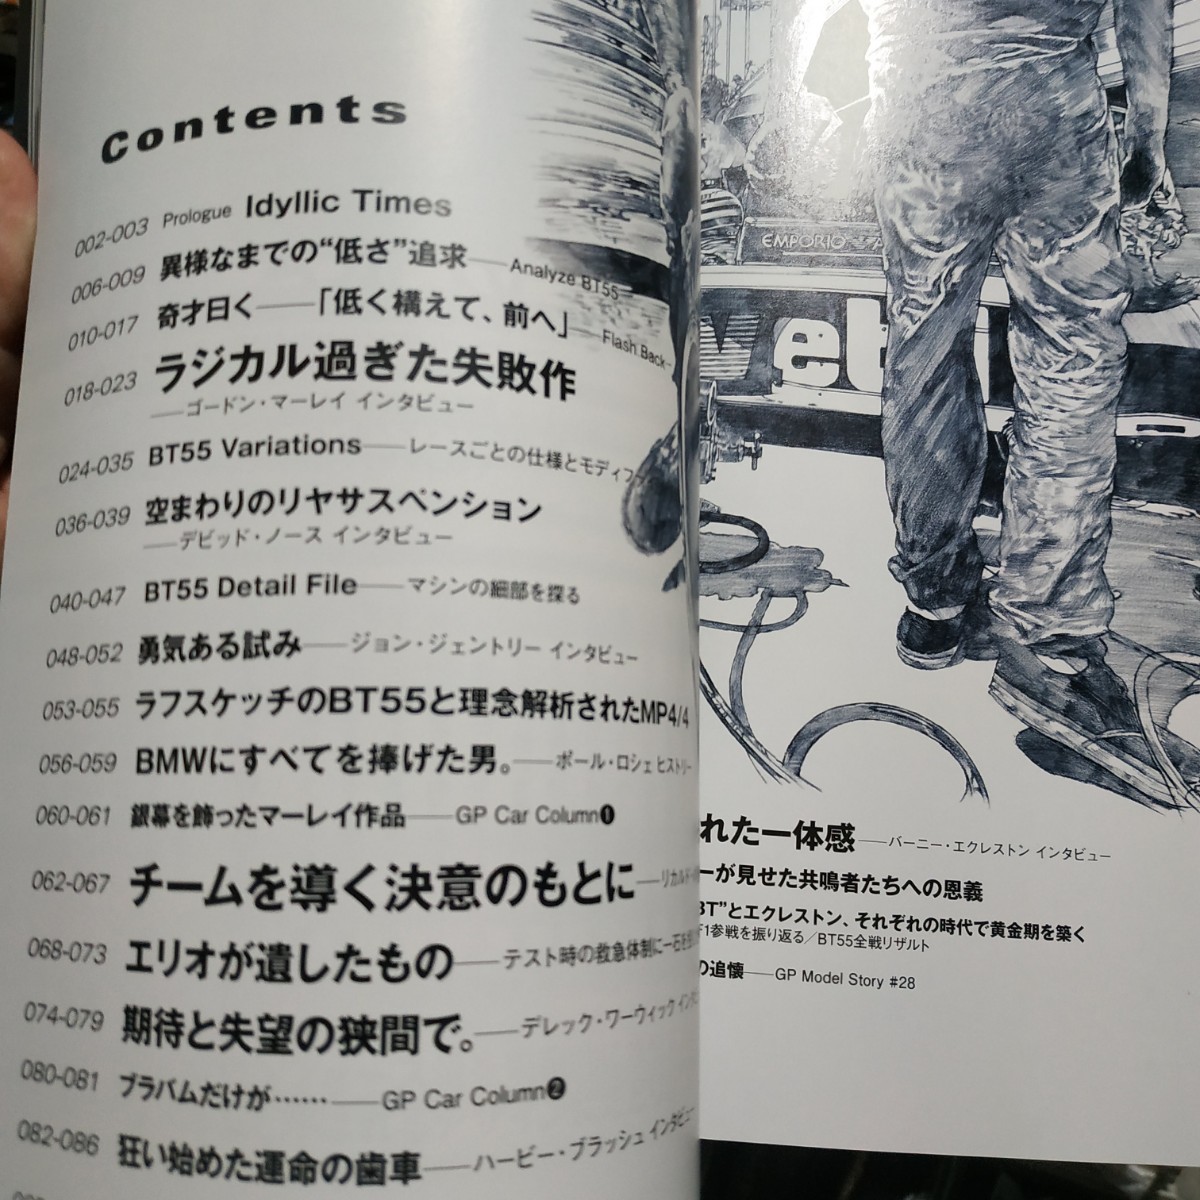 Contents
002-003 Prologue Idyllic Times
006-009 異様なまでの“低さ”追求——Analyze BT55—
010-017 奇才曰く——「低く構えて、前へ」—Flash Back—
018-023 ラジカル過ぎた失敗作
——ゴードン・マーレイ インタビュー
024-035 BT55 Variations——レースごとの仕様とモディフ
036-039 空まわりのリヤサスペンション
——デビッド・ノース インタビュー
040-047 BT55 Detail File——マシンの細部を探る
048-052 勇気ある試み——ジョン・ジェントリー インタビュー
053-055 ラフスケッチのBT55と理念解析されたMP4/4
056-059 BMWにすべてを捧げた男。——ポール・ロシェ ヒストリー
060-061 銀幕を飾ったマーレイ作品——GP Car Column❶
062-067 チームを導く決意のもとに—リカルド
068-073 エリオが遺したもの——テスト時の救急体制に一石を
074-079 期待と失望の狭間で。——デレック・ワーウィック インタ
080-081 ブラバムだけが……——GP Car Column❷
082-086 狂い始めた運命の歯車——ハービー・ブラッシュ インタビュー
EMPORIO A
vet
れた一体感——バーニー・エクレストン インタビュー
ーが見せた共鳴者たちへの恩義
BT”とエクレストン、それぞれの時代で黄金期を築く
F1参戦を振り返る／BT55全戦リザルト
の追懐——GP Model Story #28